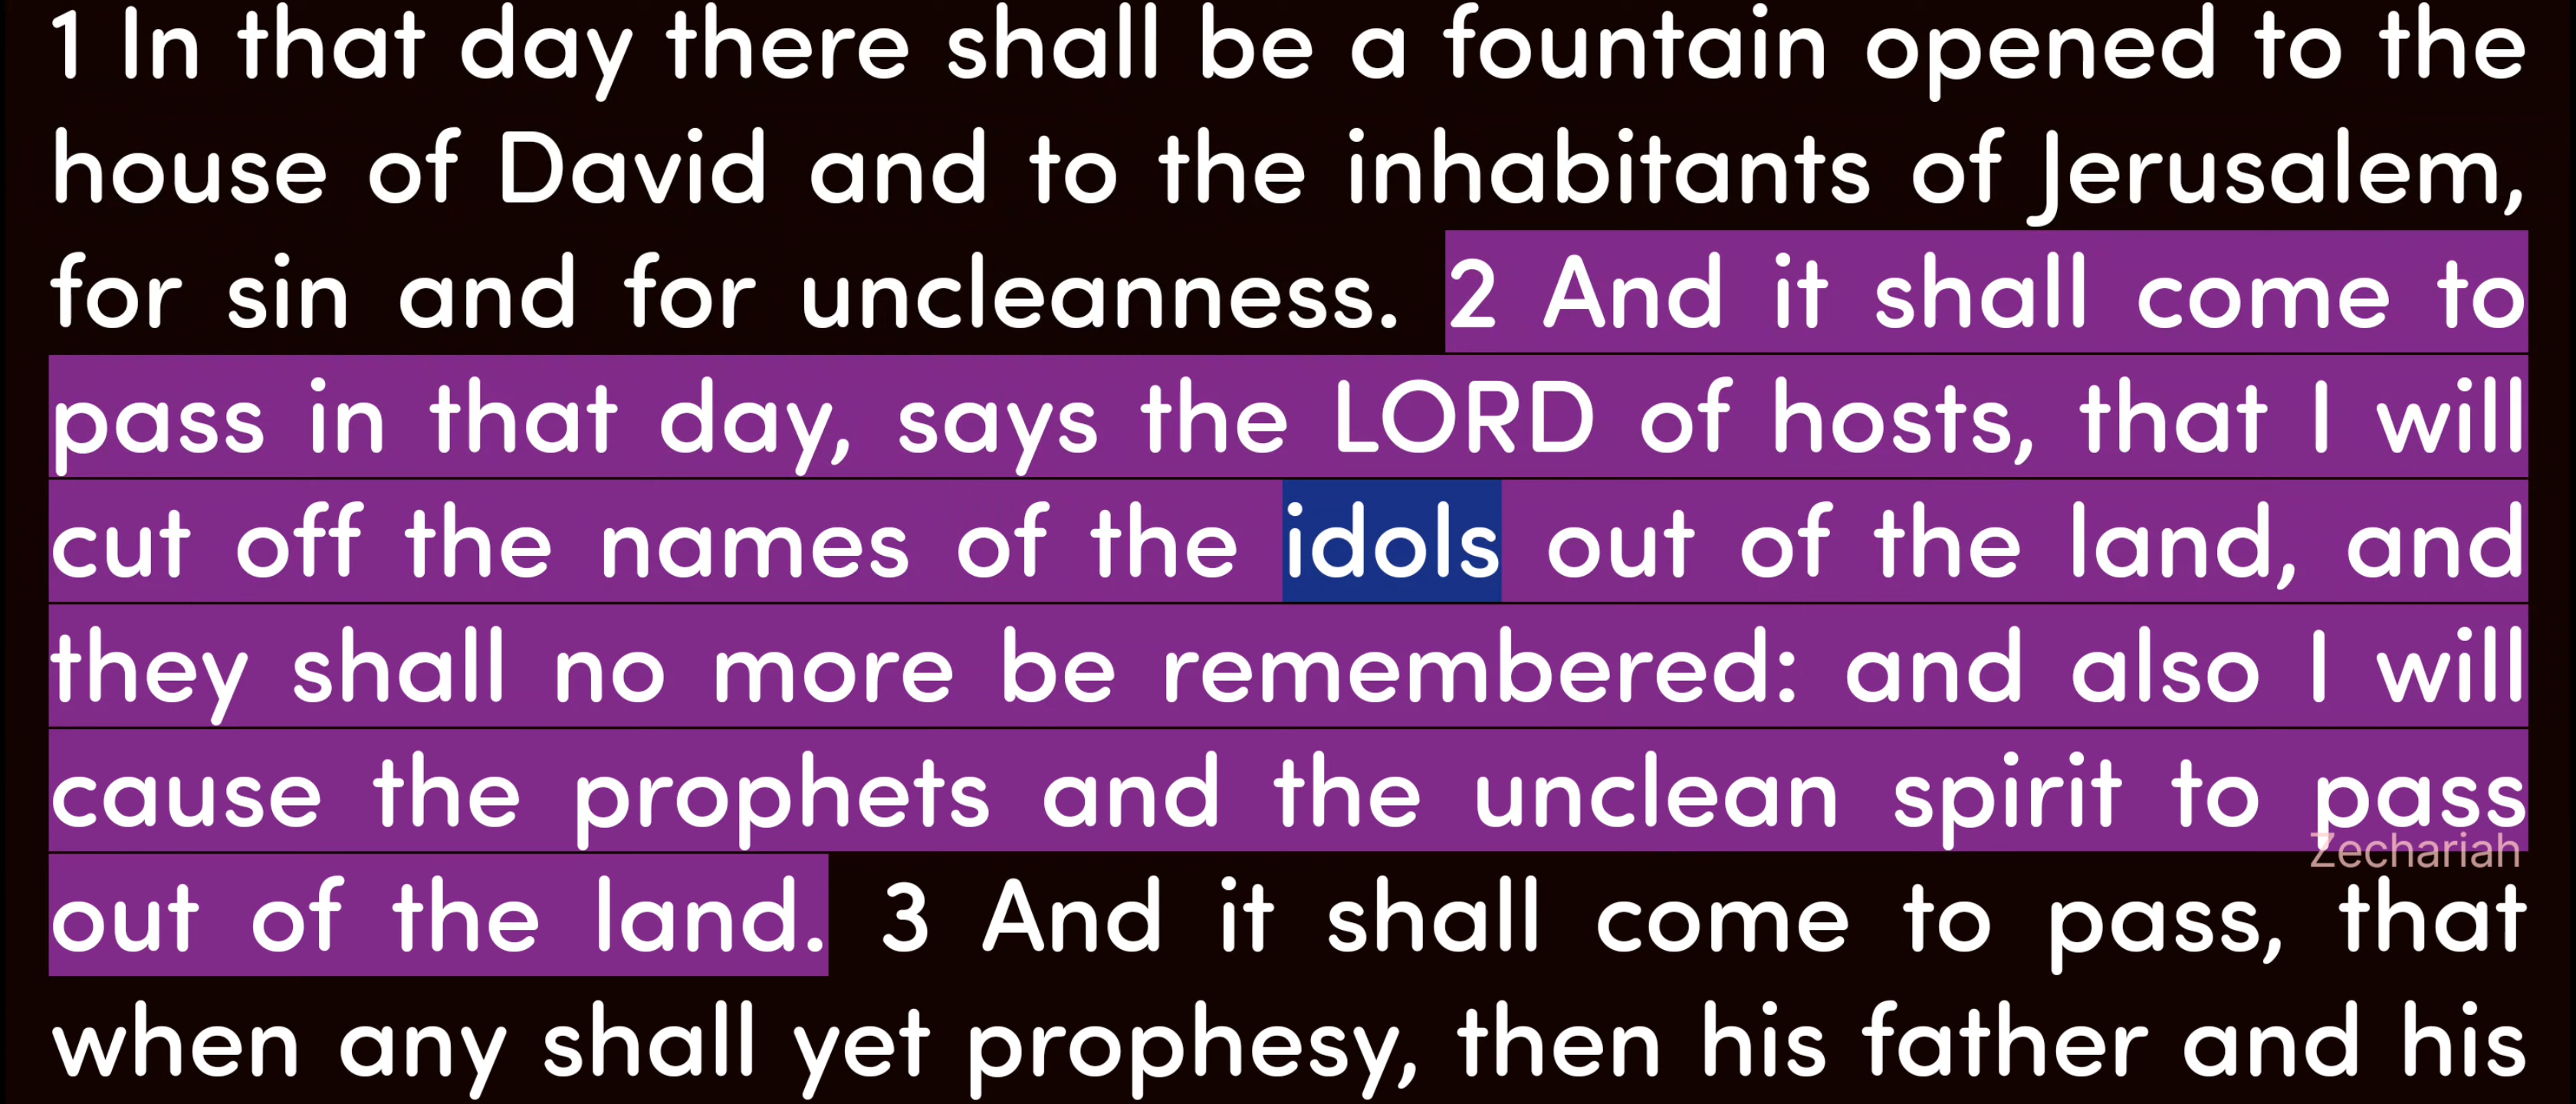 1 In that day there shall be a fountain opened to the
house of David and to the inhabitants of Jerusalem,
for sin and for uncleanness. 2 And it shall come to
pass in that day, says the LORD of hosts, that I will
cut off the names of the idols out of the land, and
they shall no more be remembered: and also I will
cause the prophets and the unclean spirit to pass
Zechariah
out of the land. 3 And it shall come to pass, that
when any shall yet prophesy, then his father and his